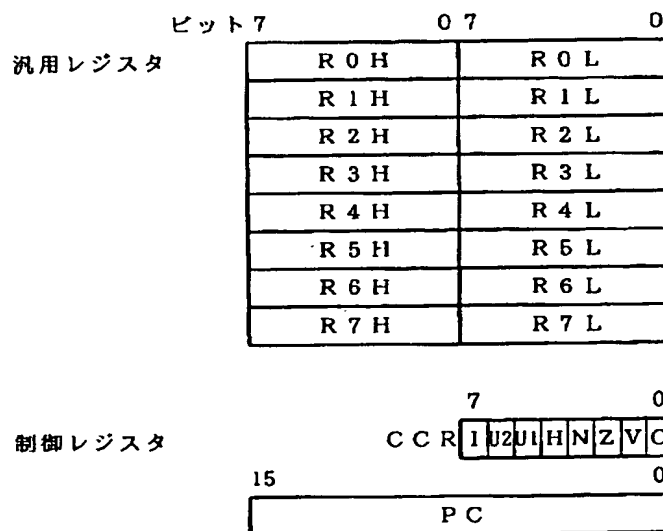 ビット 7 0 7 0
汎用レジスタ R0H R0L
R1H R1L
R2H R2L
R3H R3L
R4H R4L
R5H R5L
R6H R6L
R7H R7L
7 0
制御レジスタ CCR I U2 U1 H N Z V C
15 0
PC